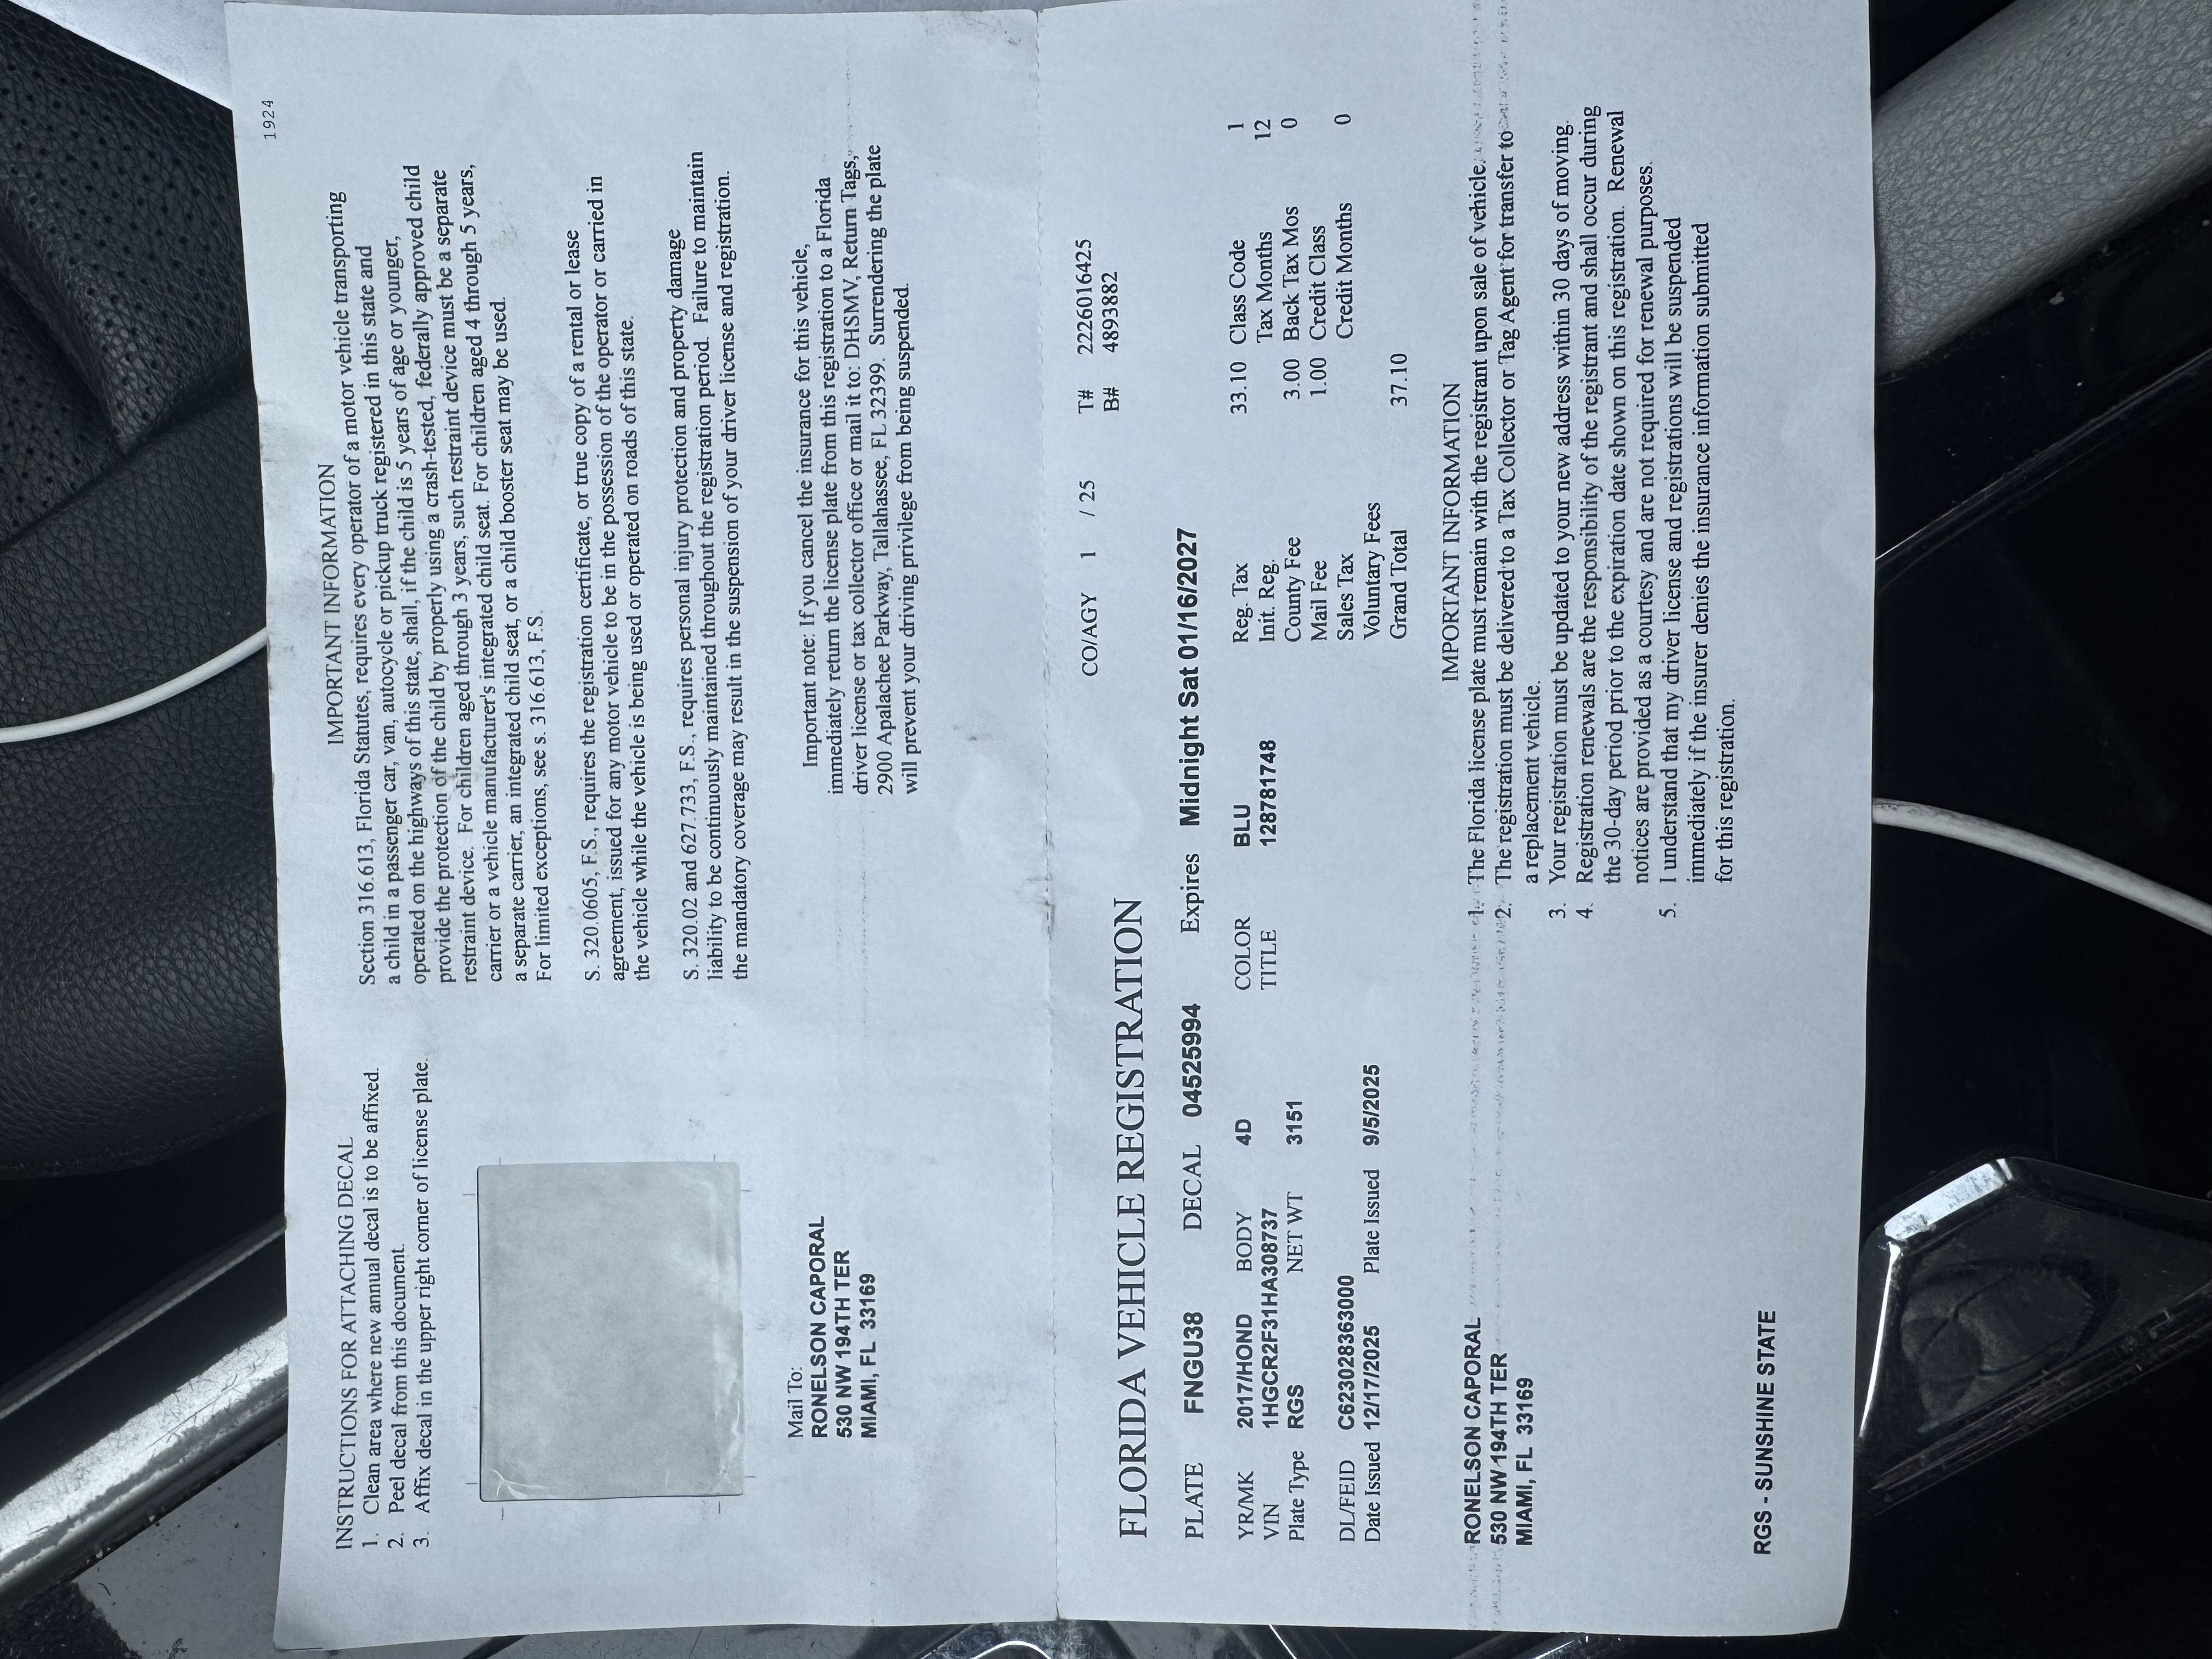 1924
INSTRUCTIONS FOR ATTACHING DECAL
1. Clean area where new annual decal is to be affixed.
2. Peel decal from this document.
3. Affix decal in the upper right corner of license plate.
IMPORTANT INFORMATION
Section 316.613, Florida Statutes, requires every operator of a motor vehicle transporting
a child in a passenger car, van, autocycle or pickup truck registered in this state and
operated on the highways of this state, shall, if the child is 5 years of age or younger,
provide the protection of the child by properly using a crash-tested, federally approved child
restraint device. For children aged through 3 years, such restraint device must be a separate
carrier or a vehicle manufacturer's integrated child seat. For children aged 4 through 5 years,
a separate carrier, an integrated child seat, or a child booster seat may be used.
For limited exceptions, see s. 316.613, F.S.
S. 320.0605, F.S., requires the registration certificate, or true copy of a rental or lease
agreement, issued for any motor vehicle to be in the possession of the operator or carried in
the vehicle while the vehicle is being used or operated on roads of this state.
S. 320.02 and 627.733, F.S., requires personal injury protection and property damage
liability to be continuously maintained throughout the registration period. Failure to maintain
the mandatory coverage may result in the suspension of your driver license and registration.
Mail To:
RONELSON CAPORAL
530 NW 194TH TER
MIAMI, FL 33169
Important note: If you cancel the insurance for this vehicle,
immediately return the license plate from this registration to a Florida
driver license or tax collector office or mail it to: DHSMV, Return Tags,
2900 Apalachee Parkway, Tallahassee, FL 32399. Surrendering the plate
will prevent your driving privilege from being suspended.
CO/AGY 1 / 25 T# 2226016425
B# 4893882
FLORIDA VEHICLE REGISTRATION
PLATE FNGU38 DECAL 04525994 Expires Midnight Sat 01/16/2027
YR/MK 2017/HOND BODY 4D COLOR BLU Reg. Tax 33.10 Class Code 1
VIN 1HGCR2F31HA308737 TITLE 128781748 Init. Reg. Tax Months 12
Plate Type RGS NET WT 3151 County Fee 3.00 Back Tax Mos 0
Mail Fee 1.00 Credit Class
DL/FEID C623028363000 Sales Tax Credit Months 0
Date Issued 12/17/2025 Plate Issued 9/5/2025 Voluntary Fees
Grand Total 37.10
RONELSON CAPORAL
530 NW 194TH TER
MIAMI, FL 33169
IMPORTANT INFORMATION
1. The Florida license plate must remain with the registrant upon sale of vehicle.
2. The registration must be delivered to a Tax Collector or Tag Agent for transfer to
a replacement vehicle.
3. Your registration must be updated to your new address within 30 days of moving.
4. Registration renewals are the responsibility of the registrant and shall occur during
the 30-day period prior to the expiration date shown on this registration. Renewal
notices are provided as a courtesy and are not required for renewal purposes.
5. I understand that my driver license and registrations will be suspended
immediately if the insurer denies the insurance information submitted
for this registration.
RGS - SUNSHINE STATE